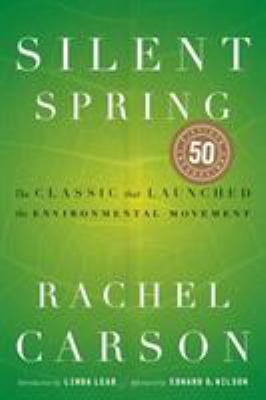 SILENT
SPRING
50
The CLASSIC that LAUNCHED
the ENVIRONMENTAL MOVEMENT
RACHEL
CARSON
Introduction by LINDA LEAR Afterword by EDWARD O. WILSON